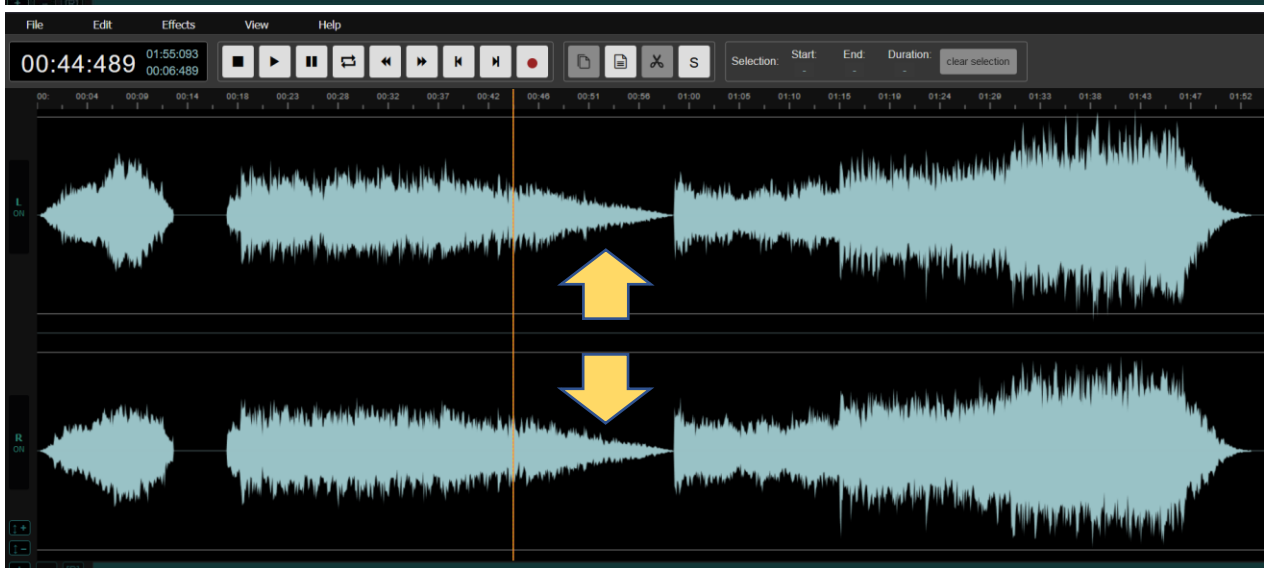 File Edit Effects View Help
00:44:489
01:55:093
00:06:489
S
Selection: Start: End: Duration: clear selection
- - -
00: 00:04 00:09 00:14 00:18 00:23 00:28 00:32 00:37 00:42 00:46 00:51 00:56 01:00 01:05 01:10 01:15 01:19 01:24 01:29 01:33 01:38 01:43 01:47 01:52
L
ON
R
ON